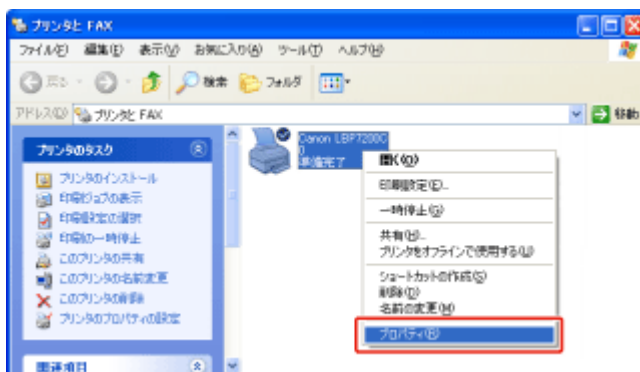 プリンタと FAX
ファイル(F) 編集(E) 表示(V) お気に入り(A) ツール(T) ヘルプ(H)
戻る 検索 フォルダ
アドレス(D) プリンタと FAX 移動
プリンタのタスク
プリンタのインストール
印刷ジョブの表示
印刷設定の選択
印刷の一時停止
このプリンタの共有
このプリンタの名前変更
このプリンタの削除
プリンタのプロパティの設定
関連項目
Canon LBP7200C
0
準備完了
開く(O)
印刷設定(E)...
一時停止(G)
共有(H)...
プリンタをオフラインで使用する(U)
ショートカットの作成(S)
削除(D)
名前の変更(M)
プロパティ(R)